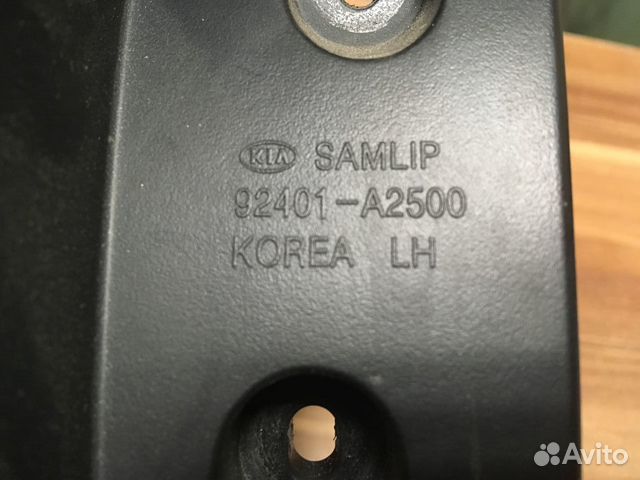 KIA SAMLIP
92401-A2500
KOREA LH
Avito